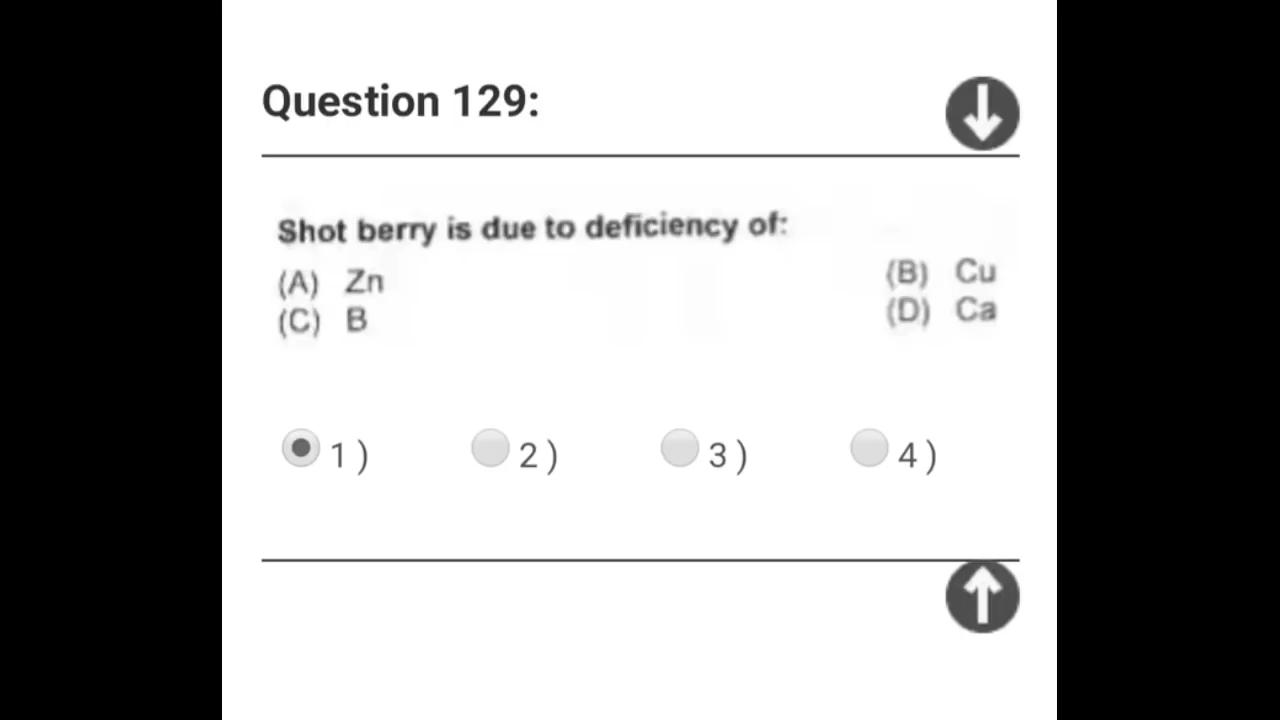 Question 129:
Shot berry is due to deficiency of:
(A) Zn (B) Cu
(C) B (D) Ca
1 ) 2 ) 3 ) 4 )